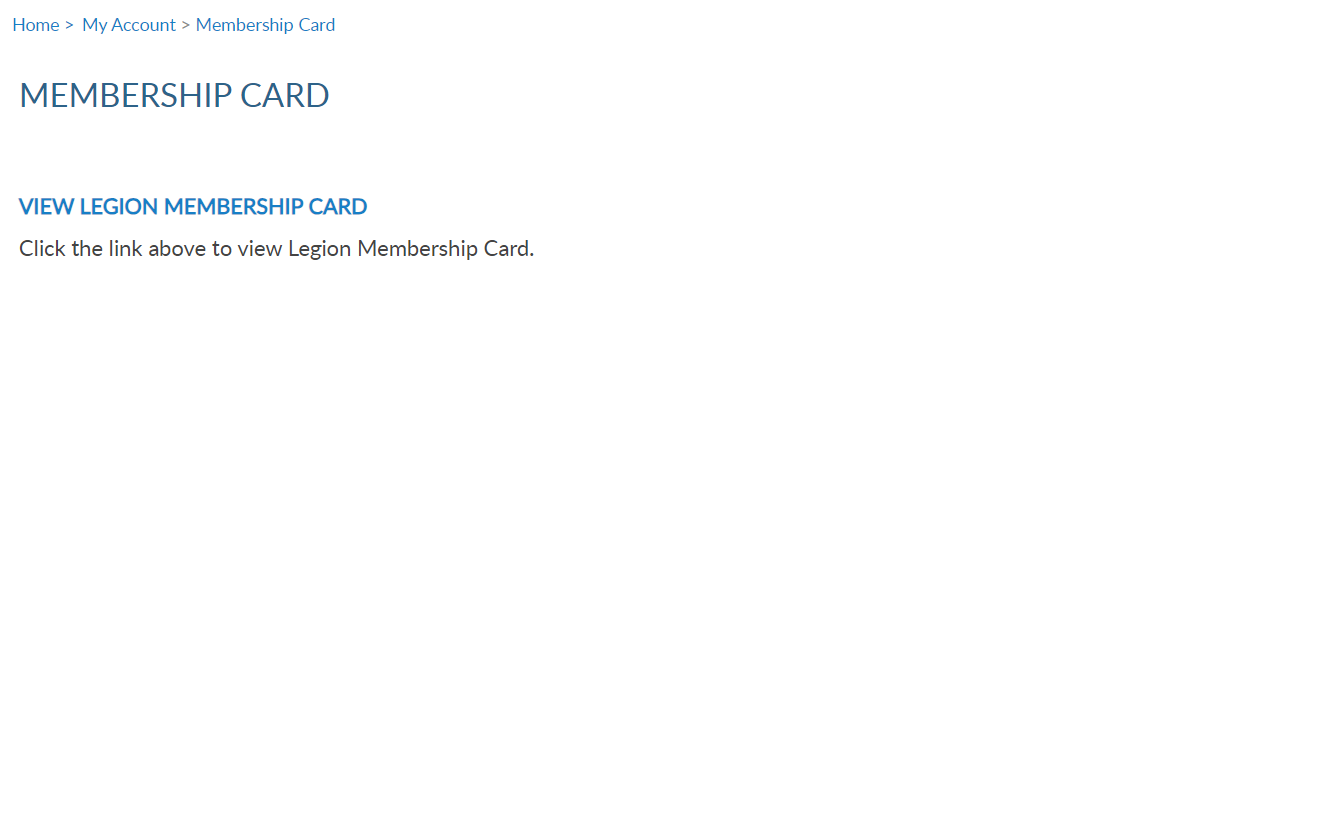 Home > My Account > Membership Card
MEMBERSHIP CARD
VIEW LEGION MEMBERSHIP CARD
Click the link above to view Legion Membership Card.